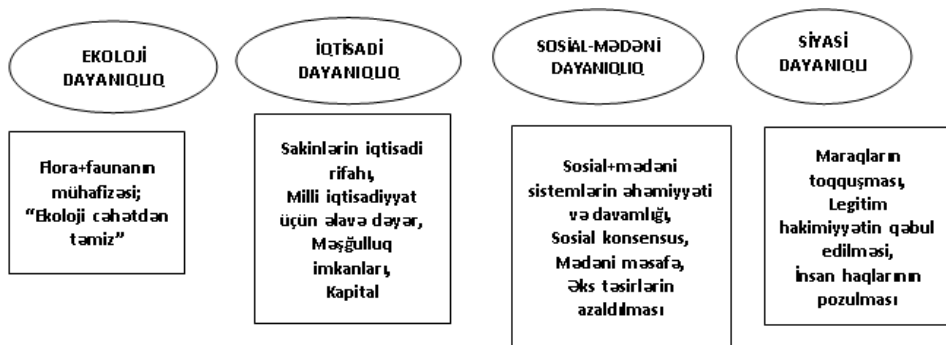 EKOLOJİ
DAYANIQLIQ
İQTİSADİ
DAYANIQLIQ
SOSİAL-MƏDƏNİ
DAYANIQLIQ
SİYASİ
DAYANIQLI
Flora+faunanın
mühafizəsi;
“Ekoloji cəhətdən
təmiz”
Sakinlərin iqtisadi
rifahı,
Milli iqtisadiyyat
üçün əlavə dəyər,
Məşğulluq
imkanları,
Kapital
Sosial+mədəni
sistemlərin əhəmiyyəti
və davamlığı,
Sosial konsensus,
Mədəni məsafə,
Əks təsirlərin
azaldılması
Maraqların
toqquşması,
Legitim
hakimiyyətin qəbul
edilməsi,
İnsan haqlarının
pozulması